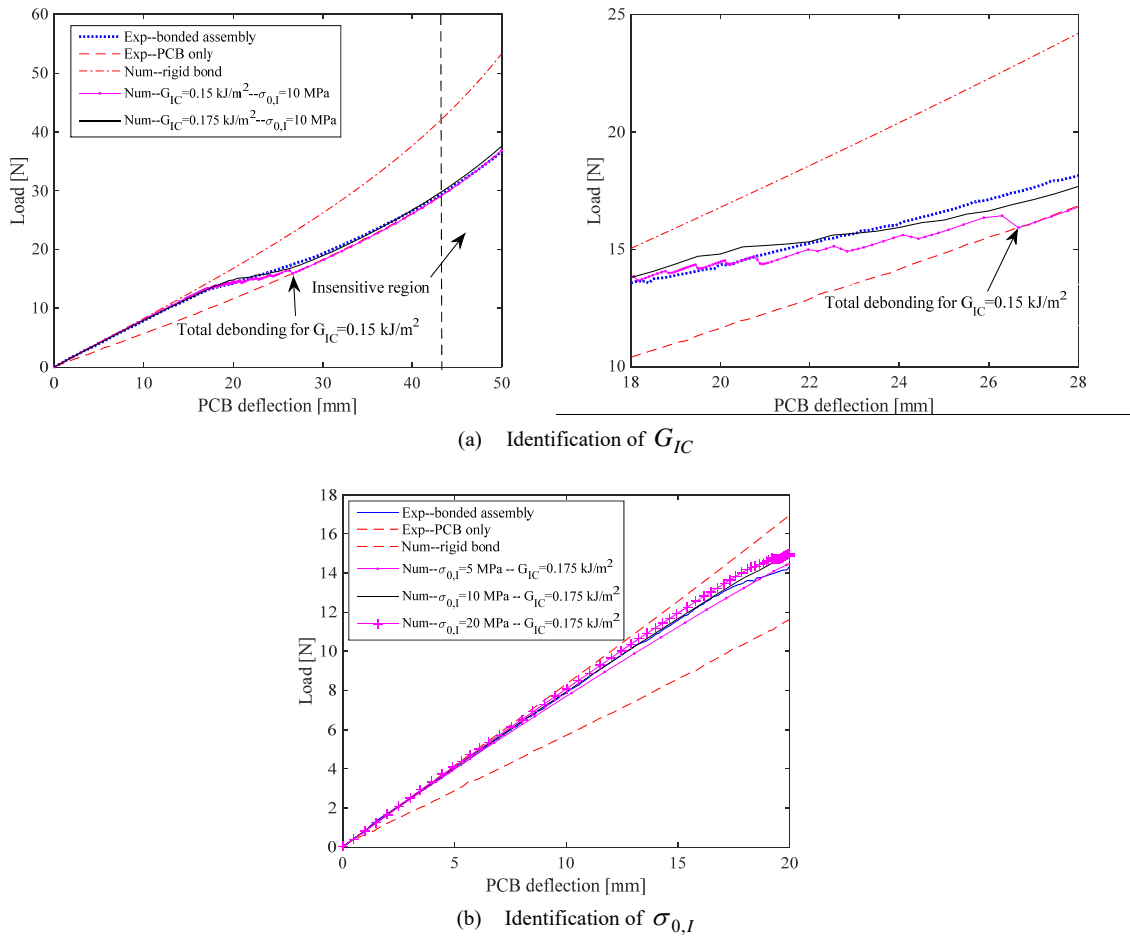 60
50
40
30
20
10
0
Load [N]
Exp--bonded assembly
Exp--PCB only
Num--rigid bond
Num--G_IC=0.15 kJ/m²--σ_0,I=10 MPa
Num--G_IC=0.175 kJ/m²--σ_0,I=10 MPa
Insensitive region
Total debonding for G_IC=0.15 kJ/m²
0 10 20 30 40 50
PCB deflection [mm]
25
20
15
10
Load [N]
Total debonding for G_IC=0.15 kJ/m²
18 20 22 24 26 28
PCB deflection [mm]
(a) Identification of G_IC
18
16
14
12
10
8
6
4
2
0
Load [N]
Exp--bonded assembly
Exp--PCB only
Num--rigid bond
Num--σ_0,I=5 MPa -- G_IC=0.175 kJ/m²
Num--σ_0,I=10 MPa -- G_IC=0.175 kJ/m²
Num--σ_0,I=20 MPa -- G_IC=0.175 kJ/m²
0 5 10 15 20
PCB deflection [mm]
(b) Identification of σ_0,I